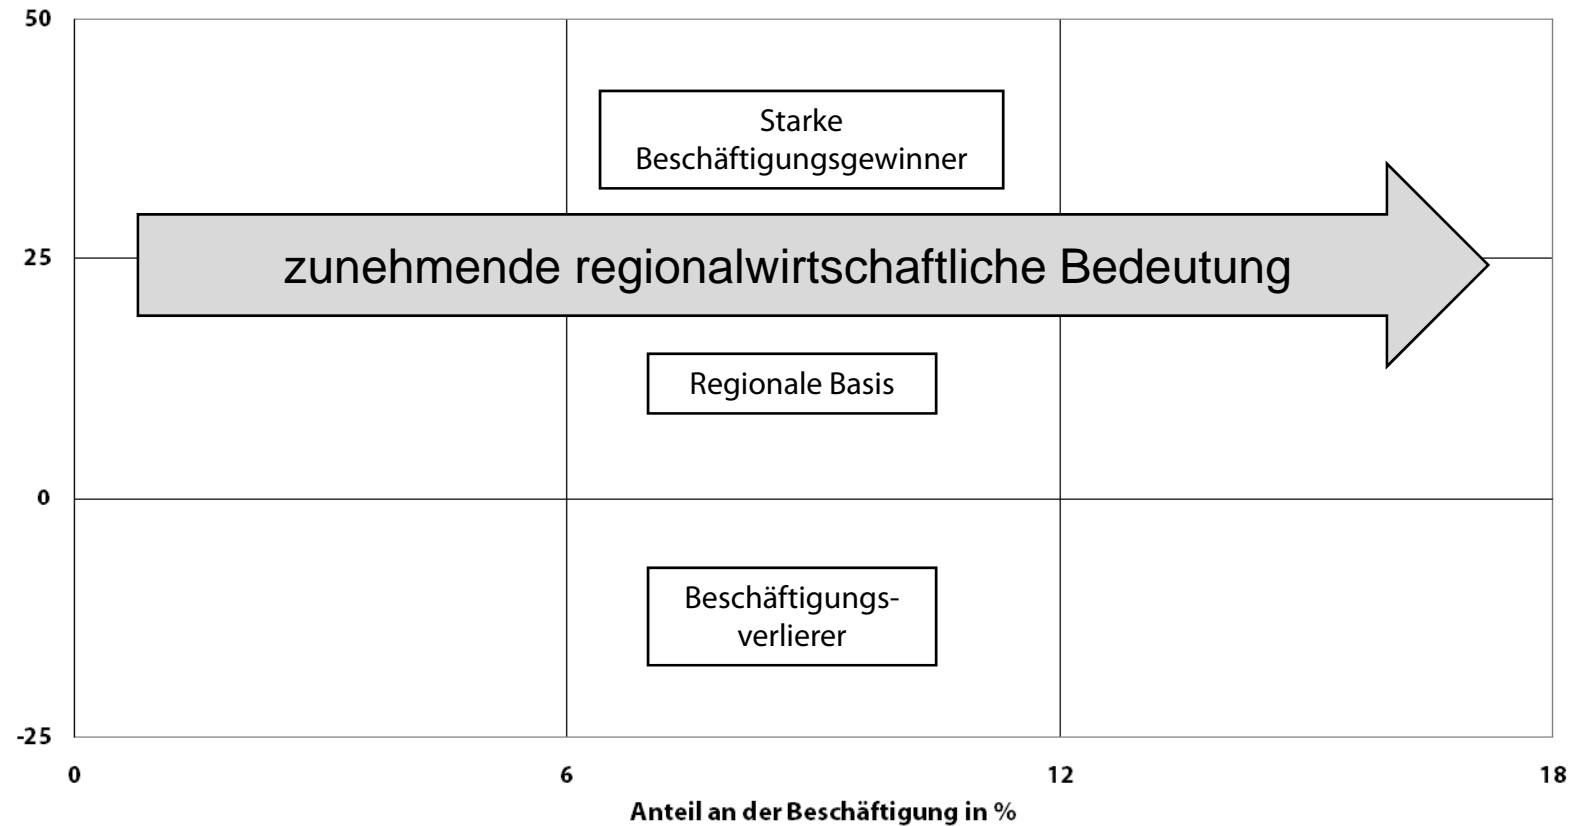 50
Starke
Beschäftigungsgewinner
25
zunehmende regionalwirtschaftliche Bedeutung
Regionale Basis
0
Beschäftigungs-
verlierer
-25
0 6 12 18
Anteil an der Beschäftigung in %